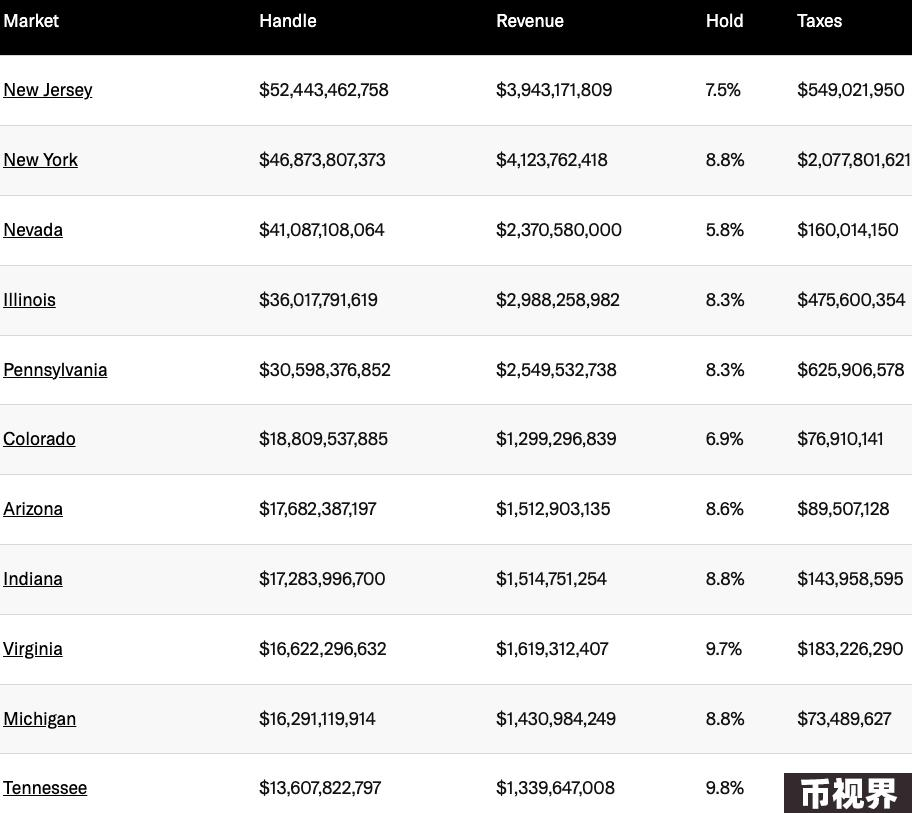 Market Handle Revenue Hold Taxes
New Jersey $52,443,462,758 $3,943,171,809 7.5% $549,021,950
New York $46,873,807,373 $4,123,762,418 8.8% $2,077,801,621
Nevada $41,087,108,064 $2,370,580,000 5.8% $160,014,150
Illinois $36,017,791,619 $2,988,258,982 8.3% $475,600,354
Pennsylvania $30,598,376,852 $2,549,532,738 8.3% $625,906,578
Colorado $18,809,537,885 $1,299,296,839 6.9% $76,910,141
Arizona $17,682,387,197 $1,512,903,135 8.6% $89,507,128
Indiana $17,283,996,700 $1,514,751,254 8.8% $143,958,595
Virginia $16,622,296,632 $1,619,312,407 9.7% $183,226,290
Michigan $16,291,119,914 $1,430,984,249 8.8% $73,489,627
Tennessee $13,607,822,797 $1,339,647,008 9.8%
币视界